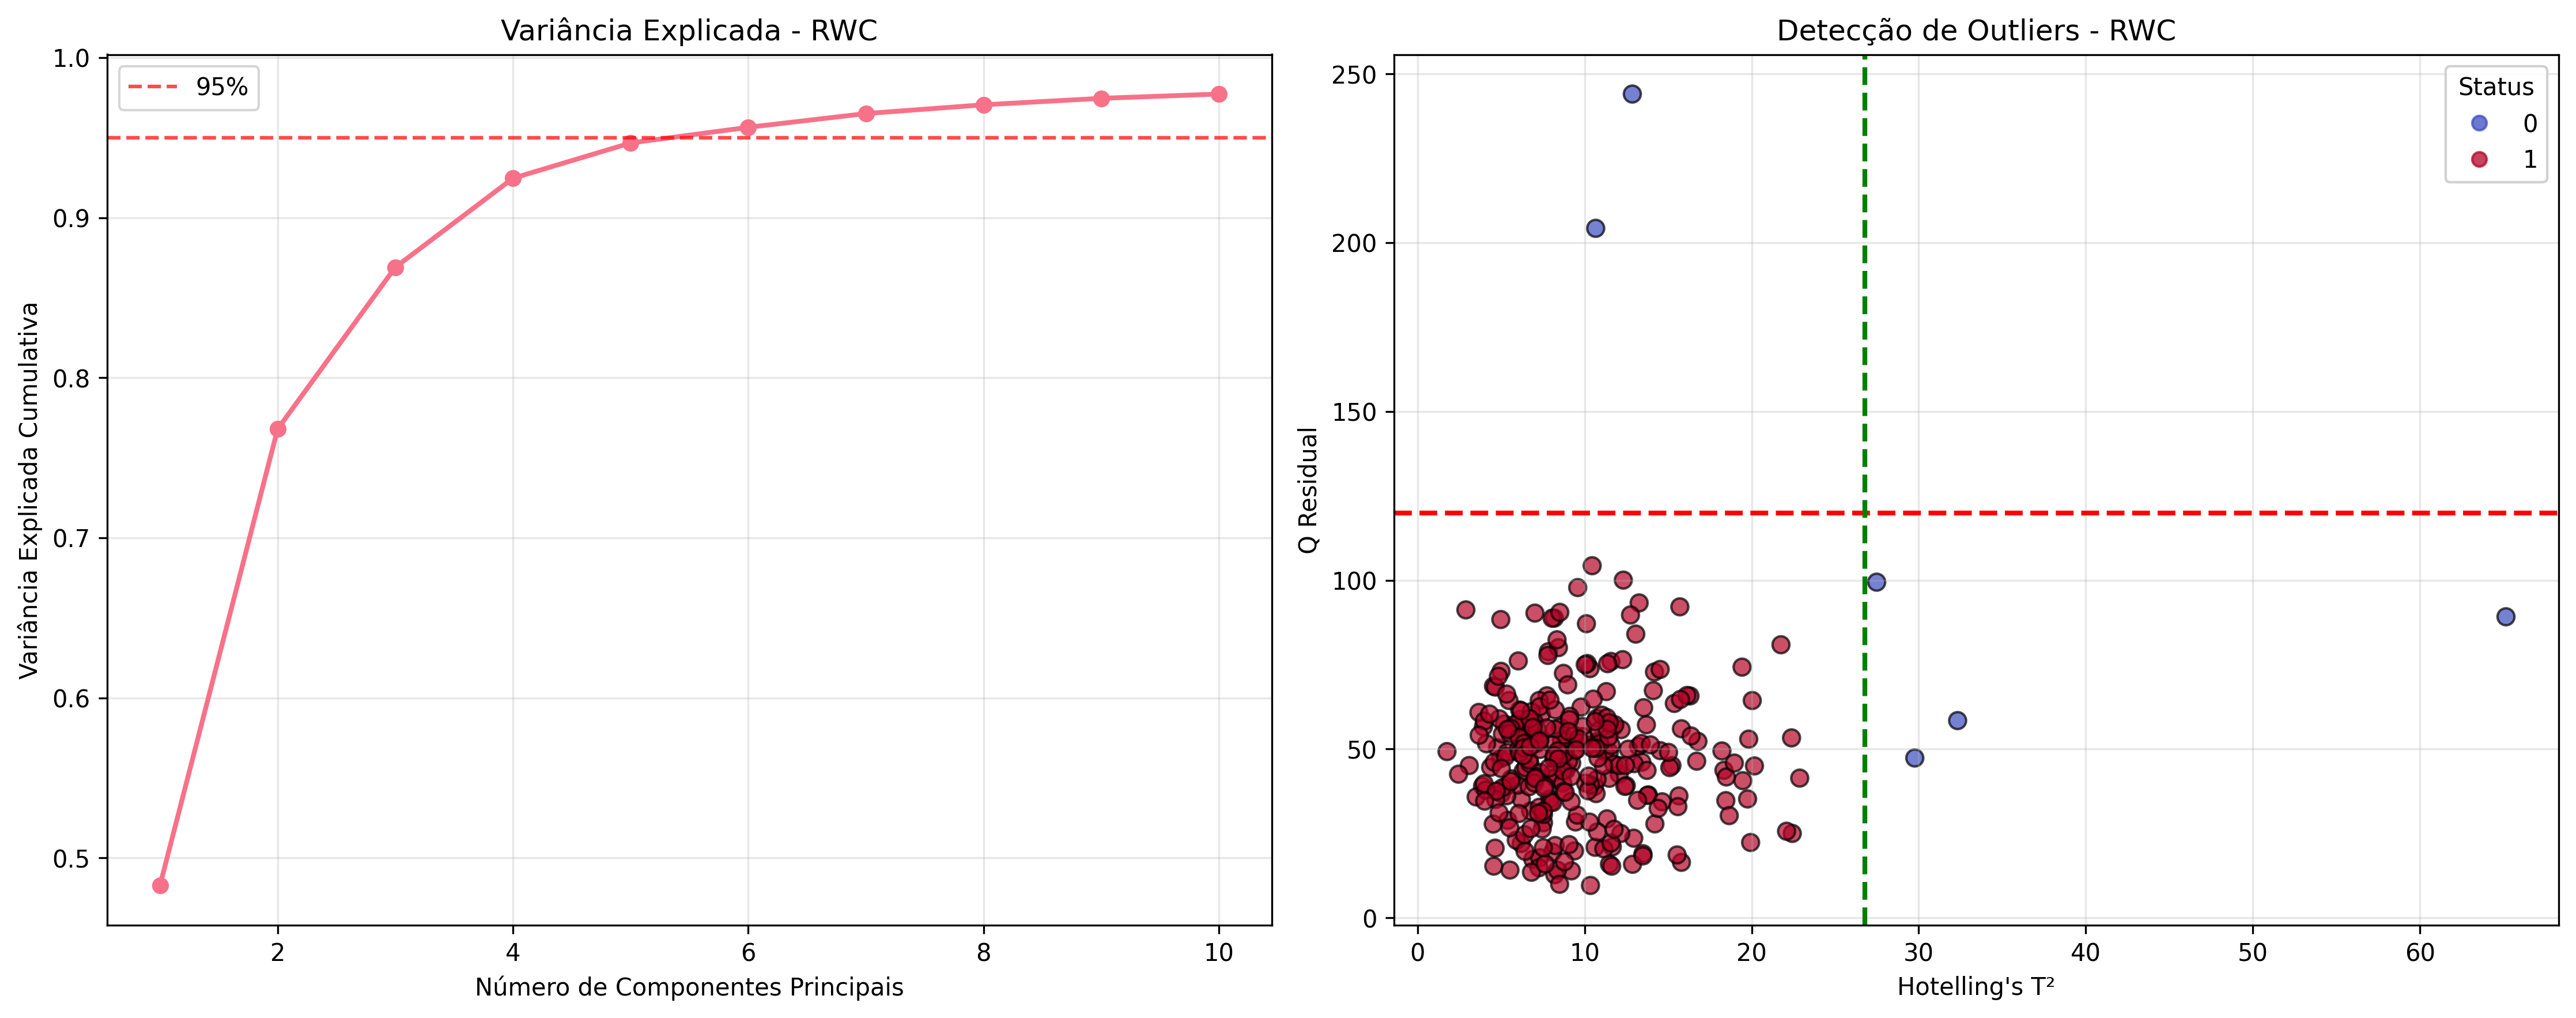 Variância Explicada - RWC
95%
1.0
0.9
0.8
0.7
0.6
0.5
Variância Explicada Cumulativa
2 4 6 8 10
Número de Componentes Principais
Detecção de Outliers - RWC
Status
0
1
250
200
150
100
50
0
Q Residual
0 10 20 30 40 50 60
Hotelling's T²